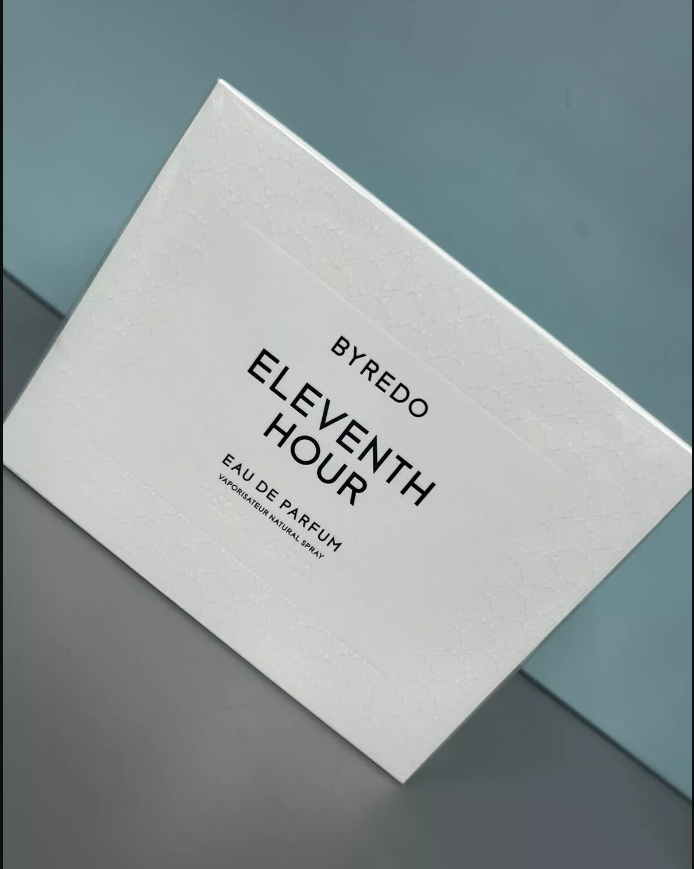 BYREDO
ELEVENTH
HOUR
EAU DE PARFUM
VAPORISATEUR NATURAL SPRAY